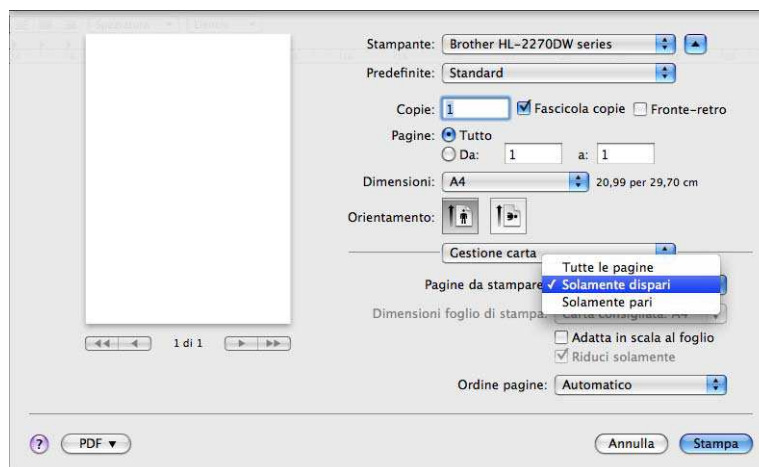 Stampante: Brother HL-2270DW series
Predefinite: Standard
Copie: 1 Fascicola copie Fronte-retro
Pagine: Tutto
Da: 1 a: 1
Dimensioni: A4 20,99 per 29,70 cm
Orientamento:
Gestione carta
Tutte le pagine
Pagine da stampare ✓ Solamente dispari
Solamente pari
Dimensioni foglio di stampa: Carta consigliata: A4
Adatta in scala al foglio
Riduci solamente
1 di 1
Ordine pagine: Automatico
? PDF ▼ Annulla Stampa